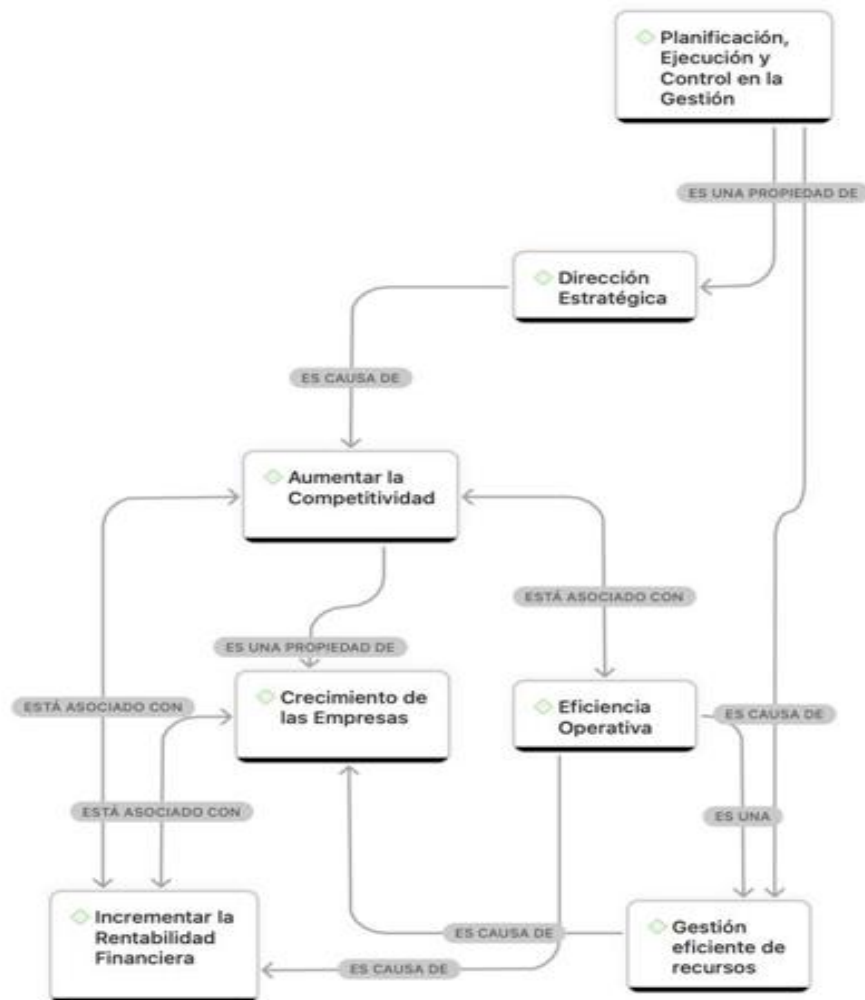 Planificación,
Ejecución y
Control en la
Gestión
ES UNA PROPIEDAD DE
Dirección
Estratégica
ES CAUSA DE
Aumentar la
Competitividad
ESTÁ ASOCIADO CON
ES UNA PROPIEDAD DE
Crecimiento de
las Empresas
Eficiencia
Operativa
ESTÁ ASOCIADO CON
ES CAUSA DE
ESTÁ ASOCIADO CON
ES UNA
Incrementar la
Rentabilidad
Financiera
Gestión
eficiente de
recursos
ES CAUSA DE
ES CAUSA DE